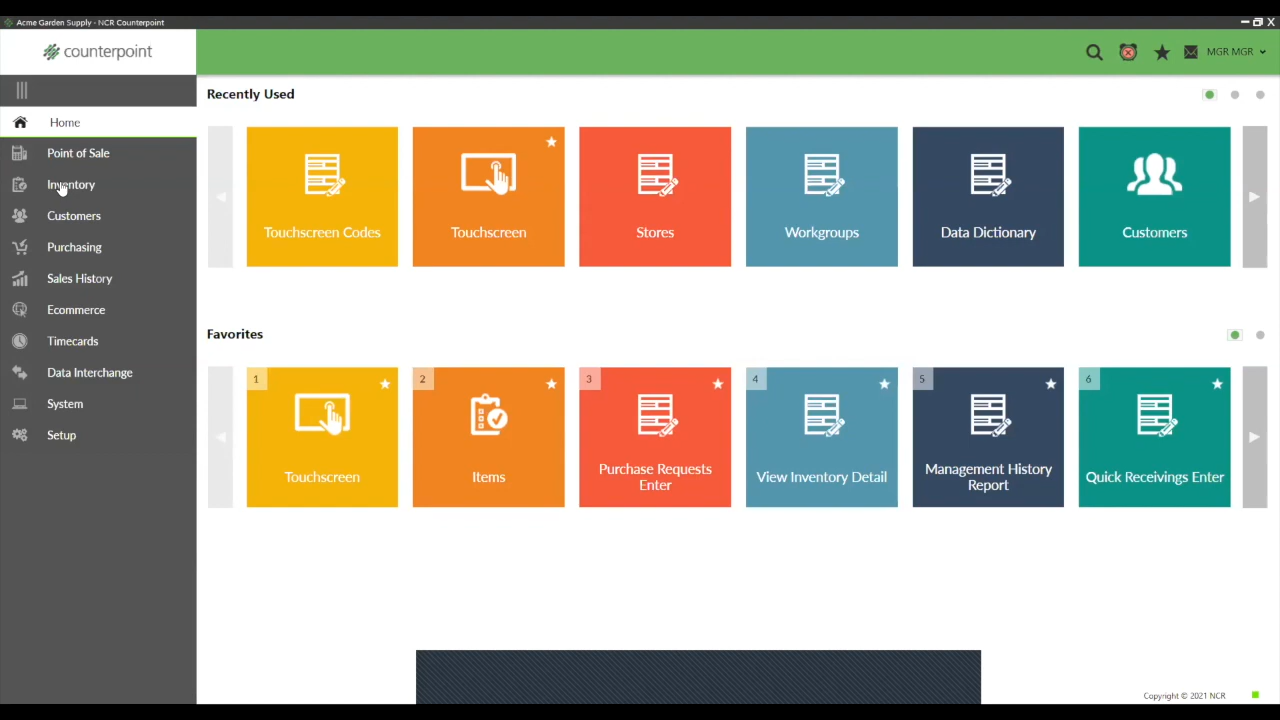 Acme Garden Supply - NCR Counterpoint
counterpoint
MGR MGR
Home
Point of Sale
Inventory
Customers
Purchasing
Sales History
Ecommerce
Timecards
Data Interchange
System
Setup
Recently Used
Touchscreen Codes
Touchscreen
Stores
Workgroups
Data Dictionary
Customers
Favorites
1
2
3
4
5
6
Touchscreen
Items
Purchase Requests
Enter
View Inventory Detail
Management History
Report
Quick Receivings Enter
Copyright © 2021 NCR